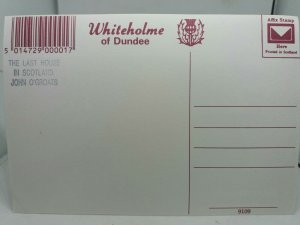 5 014729 000017
THE LAST HOUSE
IN SCOTLAND
JOHN O'GROATS
Whiteholme
of Dundee
Affix Stamp
Here
Printed in Scotland
9109